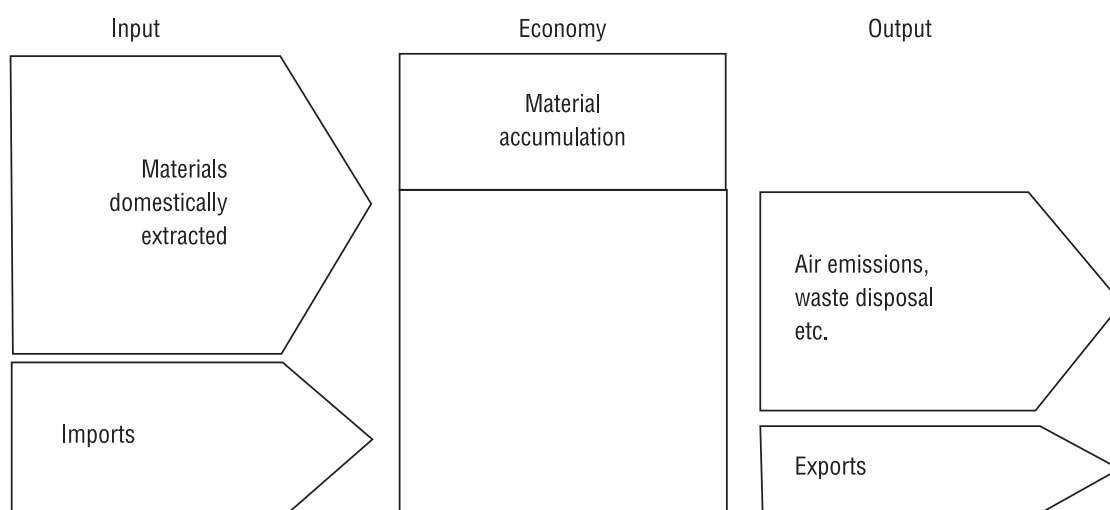 Input
Economy
Output
Material
accumulation
Materials
domestically
extracted
Air emissions,
waste disposal
etc.
Imports
Exports